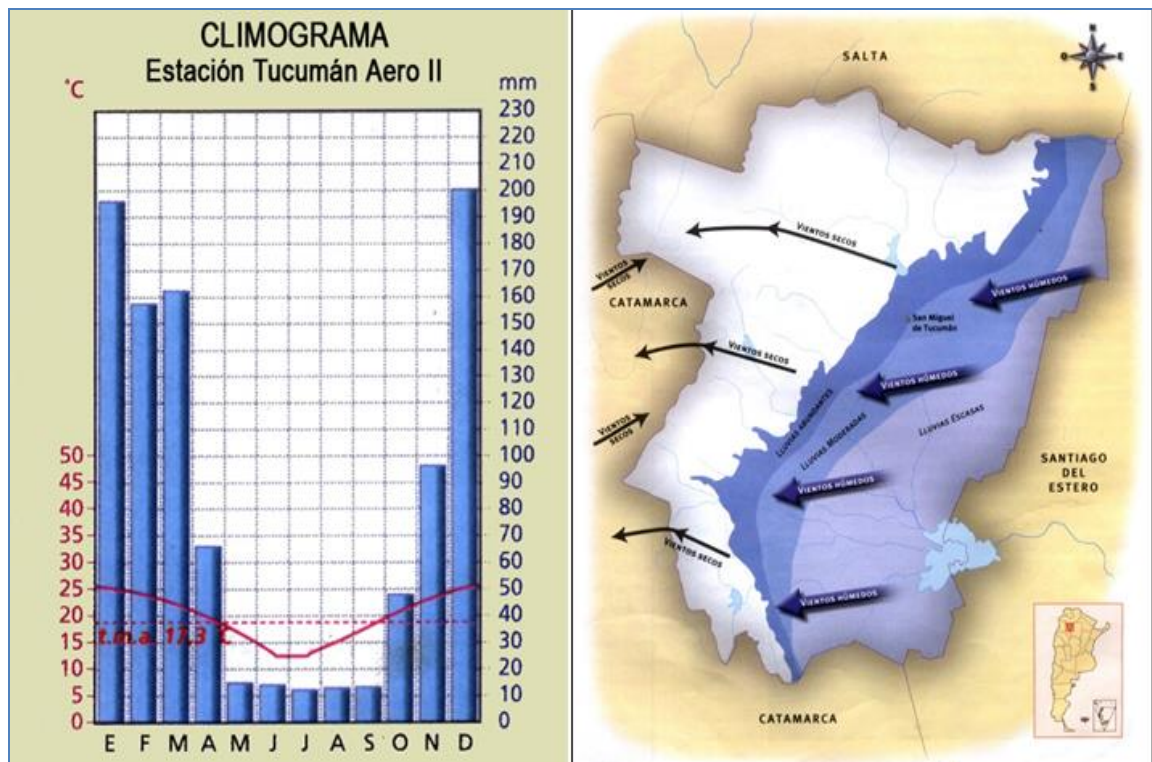 CLIMOGRAMA
Estación Tucumán Aero II
°C
mm
230
220
210
200
190
180
170
160
150
140
130
120
110
100
90
80
70
60
50
40
30
20
10
0
50
45
40
35
30
25
20
15
10
5
0
t.m.a. 17,3 °C
E F M A M J J A S O N D
N
O E
S
SALTA
VIENTOS SECOS
VIENTOS
SECOS
CATAMARCA
VIENTOS HÚMEDOS
San Miguel
de Tucumán
VIENTOS SECOS
VIENTOS HÚMEDOS
LLUVIAS ABUNDANTES
LLUVIAS MODERADAS
LLUVIAS ESCASAS
VIENTOS
SECOS
SANTIAGO
DEL
ESTERO
VIENTOS HÚMEDOS
VIENTOS SECOS
VIENTOS HÚMEDOS
CATAMARCA